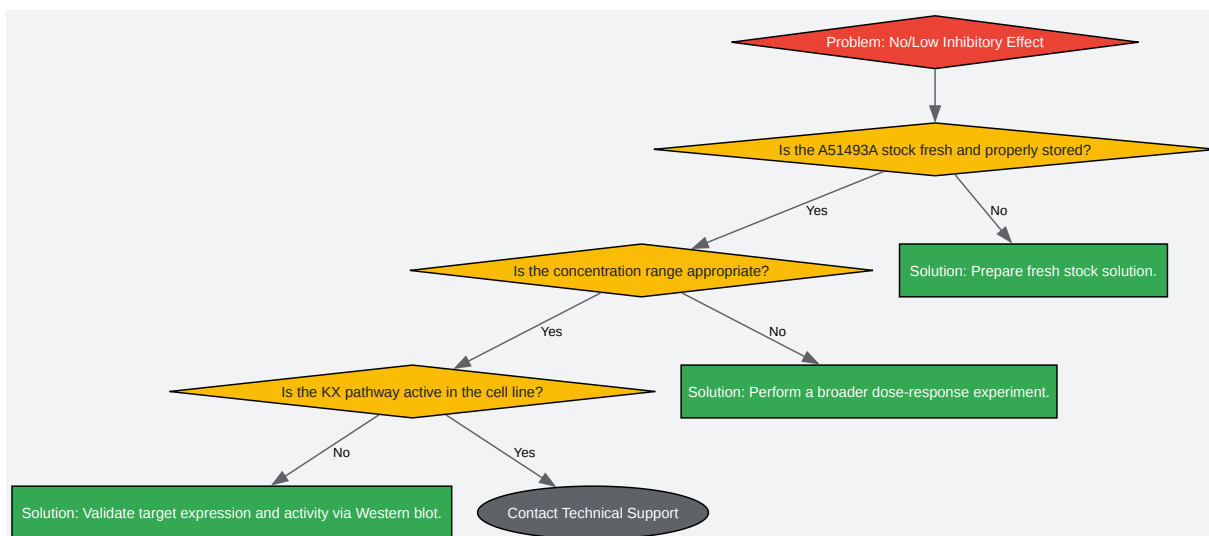 Problem: No/Low Inhibitory Effect
Is the A51493A stock fresh and properly stored?
Yes
No
Is the concentration range appropriate?
Solution: Prepare fresh stock solution.
Yes
No
Is the KX pathway active in the cell line?
Solution: Perform a broader dose-response experiment.
No
Yes
Solution: Validate target expression and activity via Western blot.
Contact Technical Support